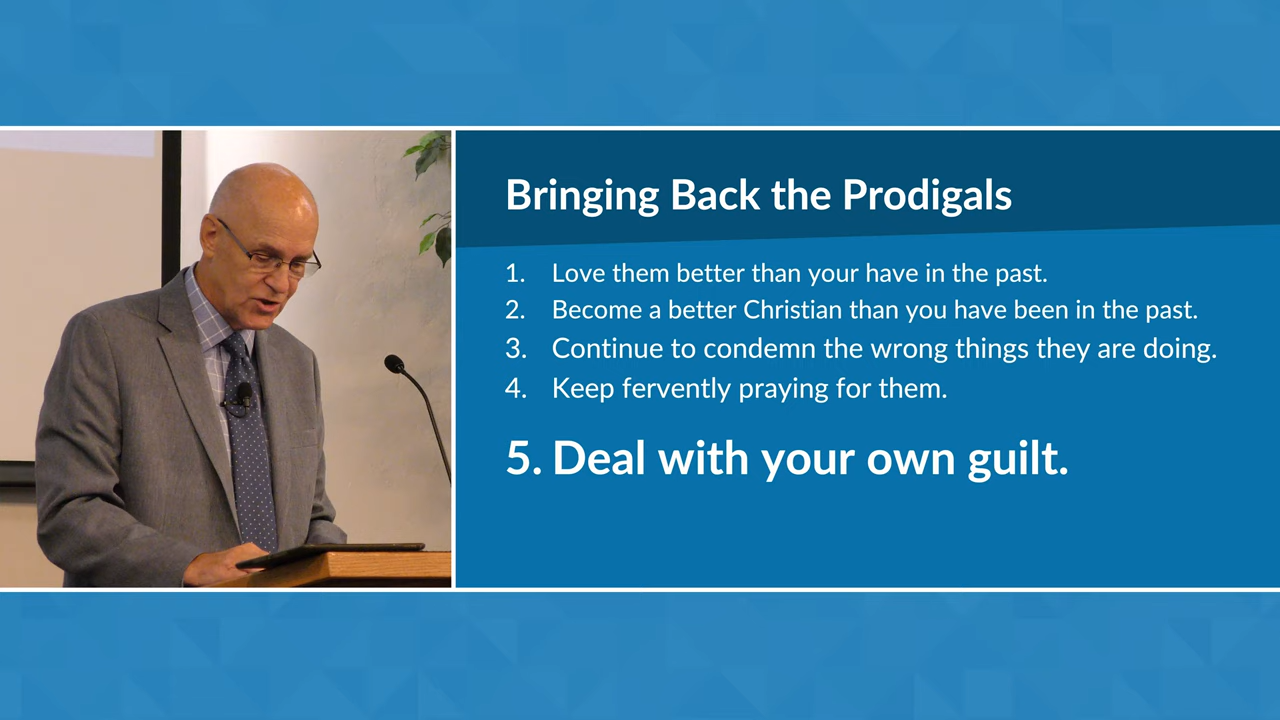 Bringing Back the Prodigals
1. Love them better than your have in the past.
2. Become a better Christian than you have been in the past.
3. Continue to condemn the wrong things they are doing.
4. Keep fervently praying for them.
5. Deal with your own guilt.